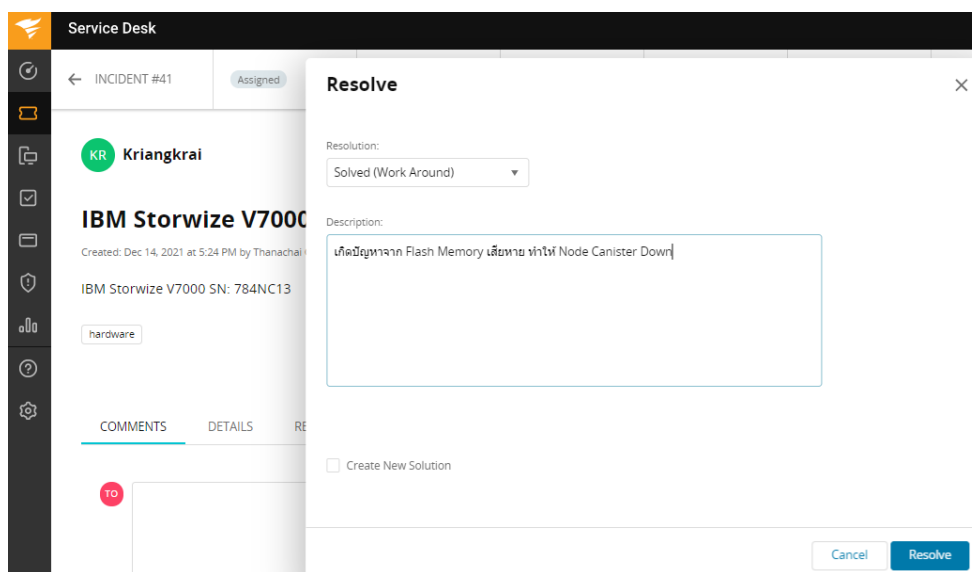 Service Desk
INCIDENT #41
Assigned
KR
Kriangkrai
IBM Storwize V7000
Created: Dec 14, 2021 at 5:24 PM by Thanachai
IBM Storwize V7000 SN: 784NC13
hardware
COMMENTS
DETAILS
RE
TO
Resolve
Resolution:
Solved (Work Around)
Description:
เกิดปัญหาจาก Flash Memory เสียหาย ทำให้ Node Canister Down
Create New Solution
Cancel
Resolve